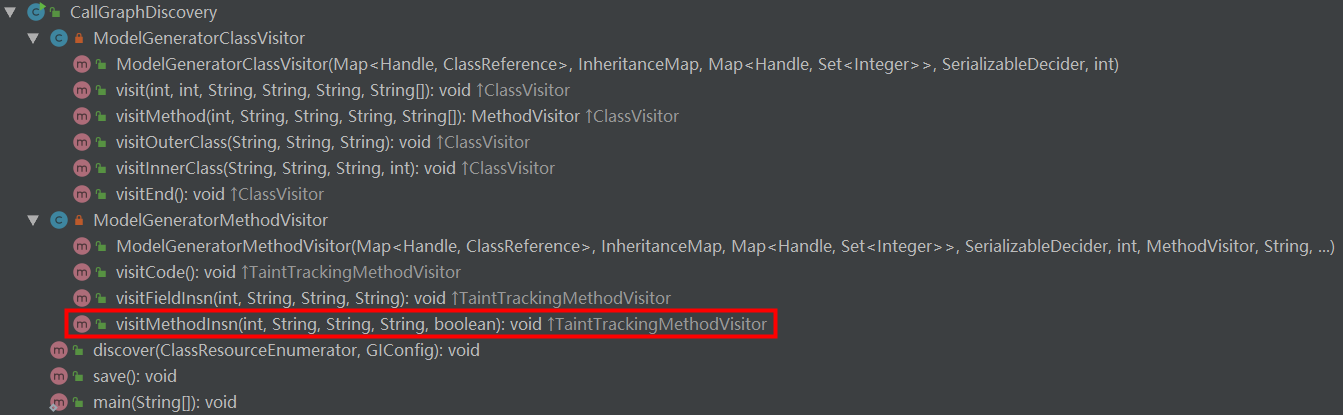 CallGraphDiscovery
ModelGeneratorClassVisitor
ModelGeneratorClassVisitor(Map<Handle, ClassReference>, InheritanceMap, Map<Handle, Set<Integer>>, SerializableDecider, int)
visit(int, int, String, String, String, String[]): void ↑ClassVisitor
visitMethod(int, String, String, String, String[]): MethodVisitor ↑ClassVisitor
visitOuterClass(String, String, String): void ↑ClassVisitor
visitInnerClass(String, String, String, int): void ↑ClassVisitor
visitEnd(): void ↑ClassVisitor
ModelGeneratorMethodVisitor
ModelGeneratorMethodVisitor(Map<Handle, ClassReference>, InheritanceMap, Map<Handle, Set<Integer>>, SerializableDecider, int, MethodVisitor, String, ...)
visitCode(): void ↑TaintTrackingMethodVisitor
visitFieldInsn(int, String, String, String): void ↑TaintTrackingMethodVisitor
visitMethodInsn(int, String, String, String, boolean): void ↑TaintTrackingMethodVisitor
discover(ClassResourceEnumerator, GIConfig): void
save(): void
main(String[]): void